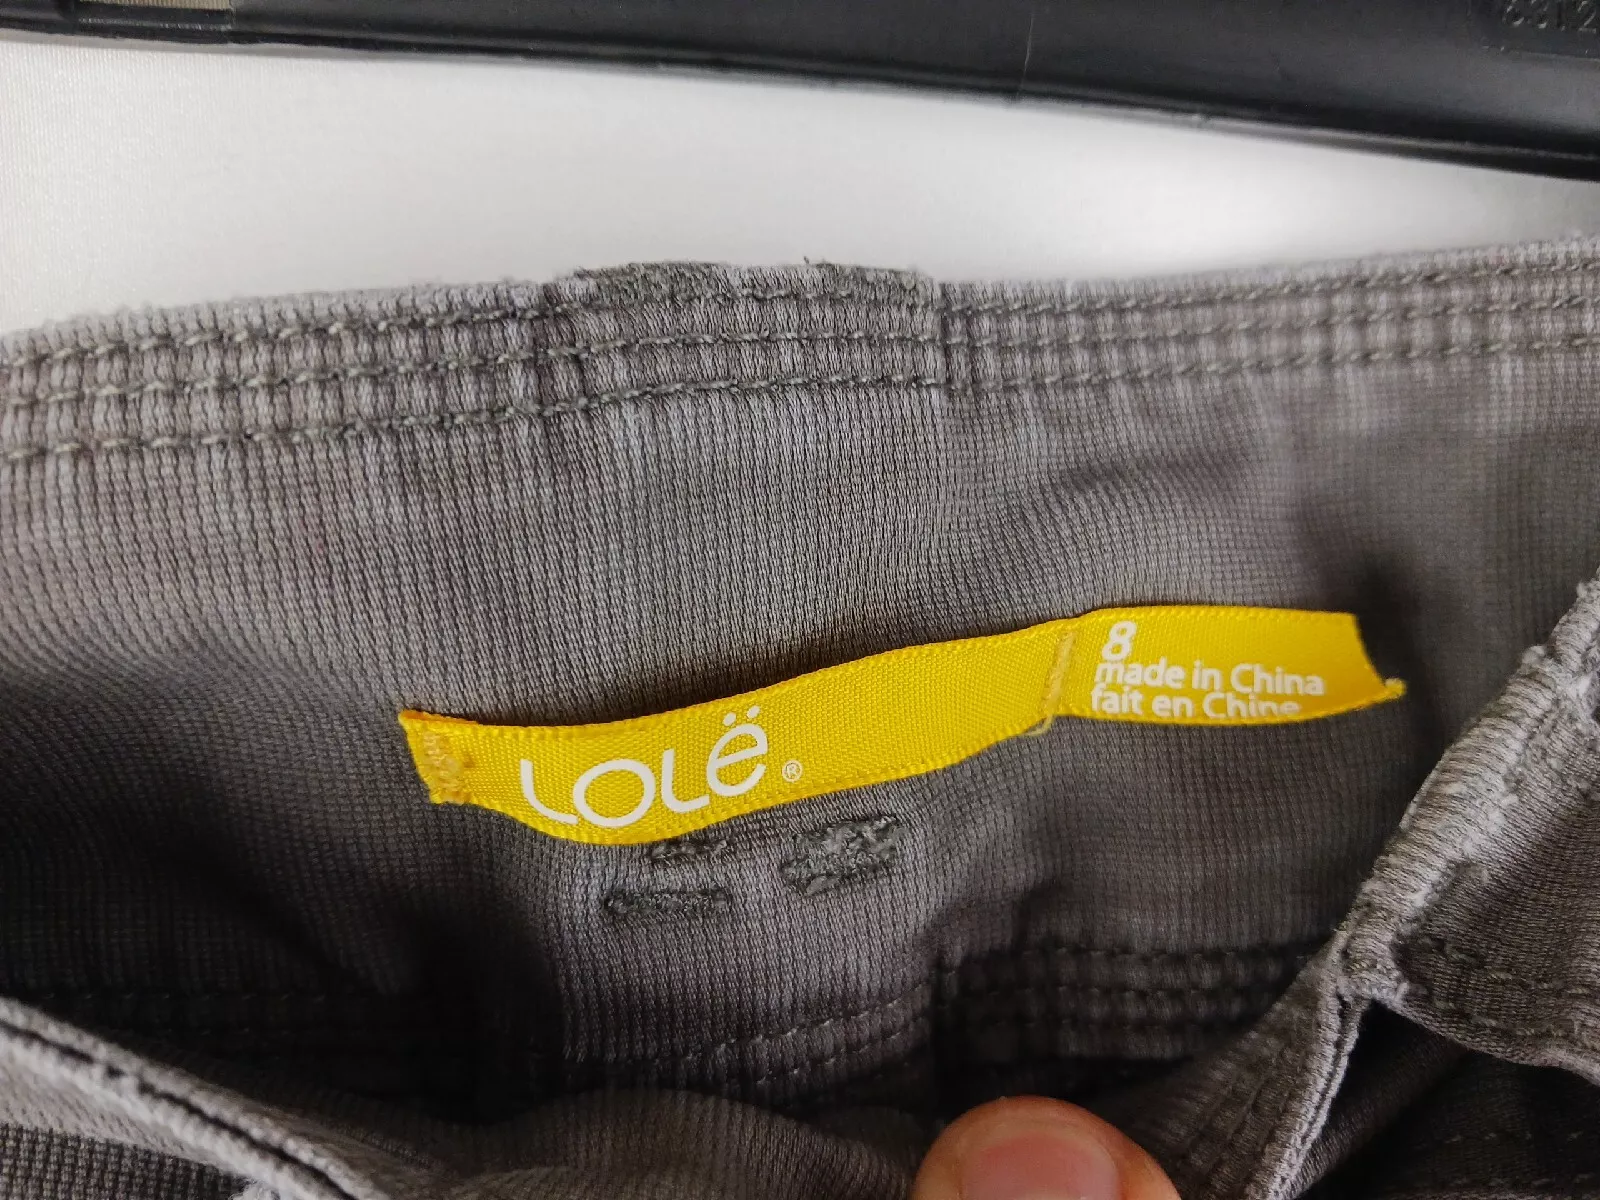 LOLË®
8
made in China
fait en Chine